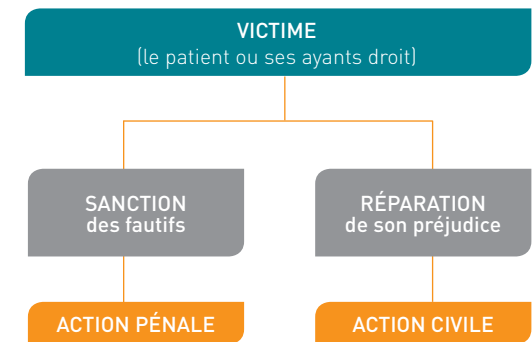 VICTIME
(le patient ou ses ayants droit)
SANCTION
des fautifs
RÉPARATION
de son préjudice
ACTION PÉNALE
ACTION CIVILE